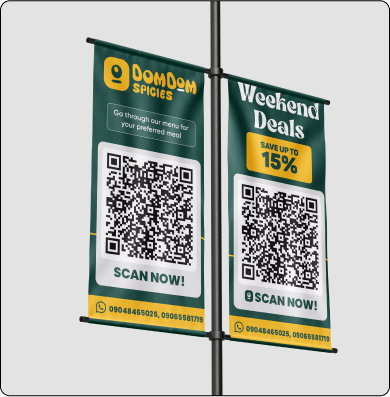 DOMDOM
SPICIES
Go through our menu for
your preferred meal
SCAN NOW!
09048465025, 09065581719
Weekend
Deals
SAVE UP TO
15%
SCAN NOW!
09048465025, 09065581719